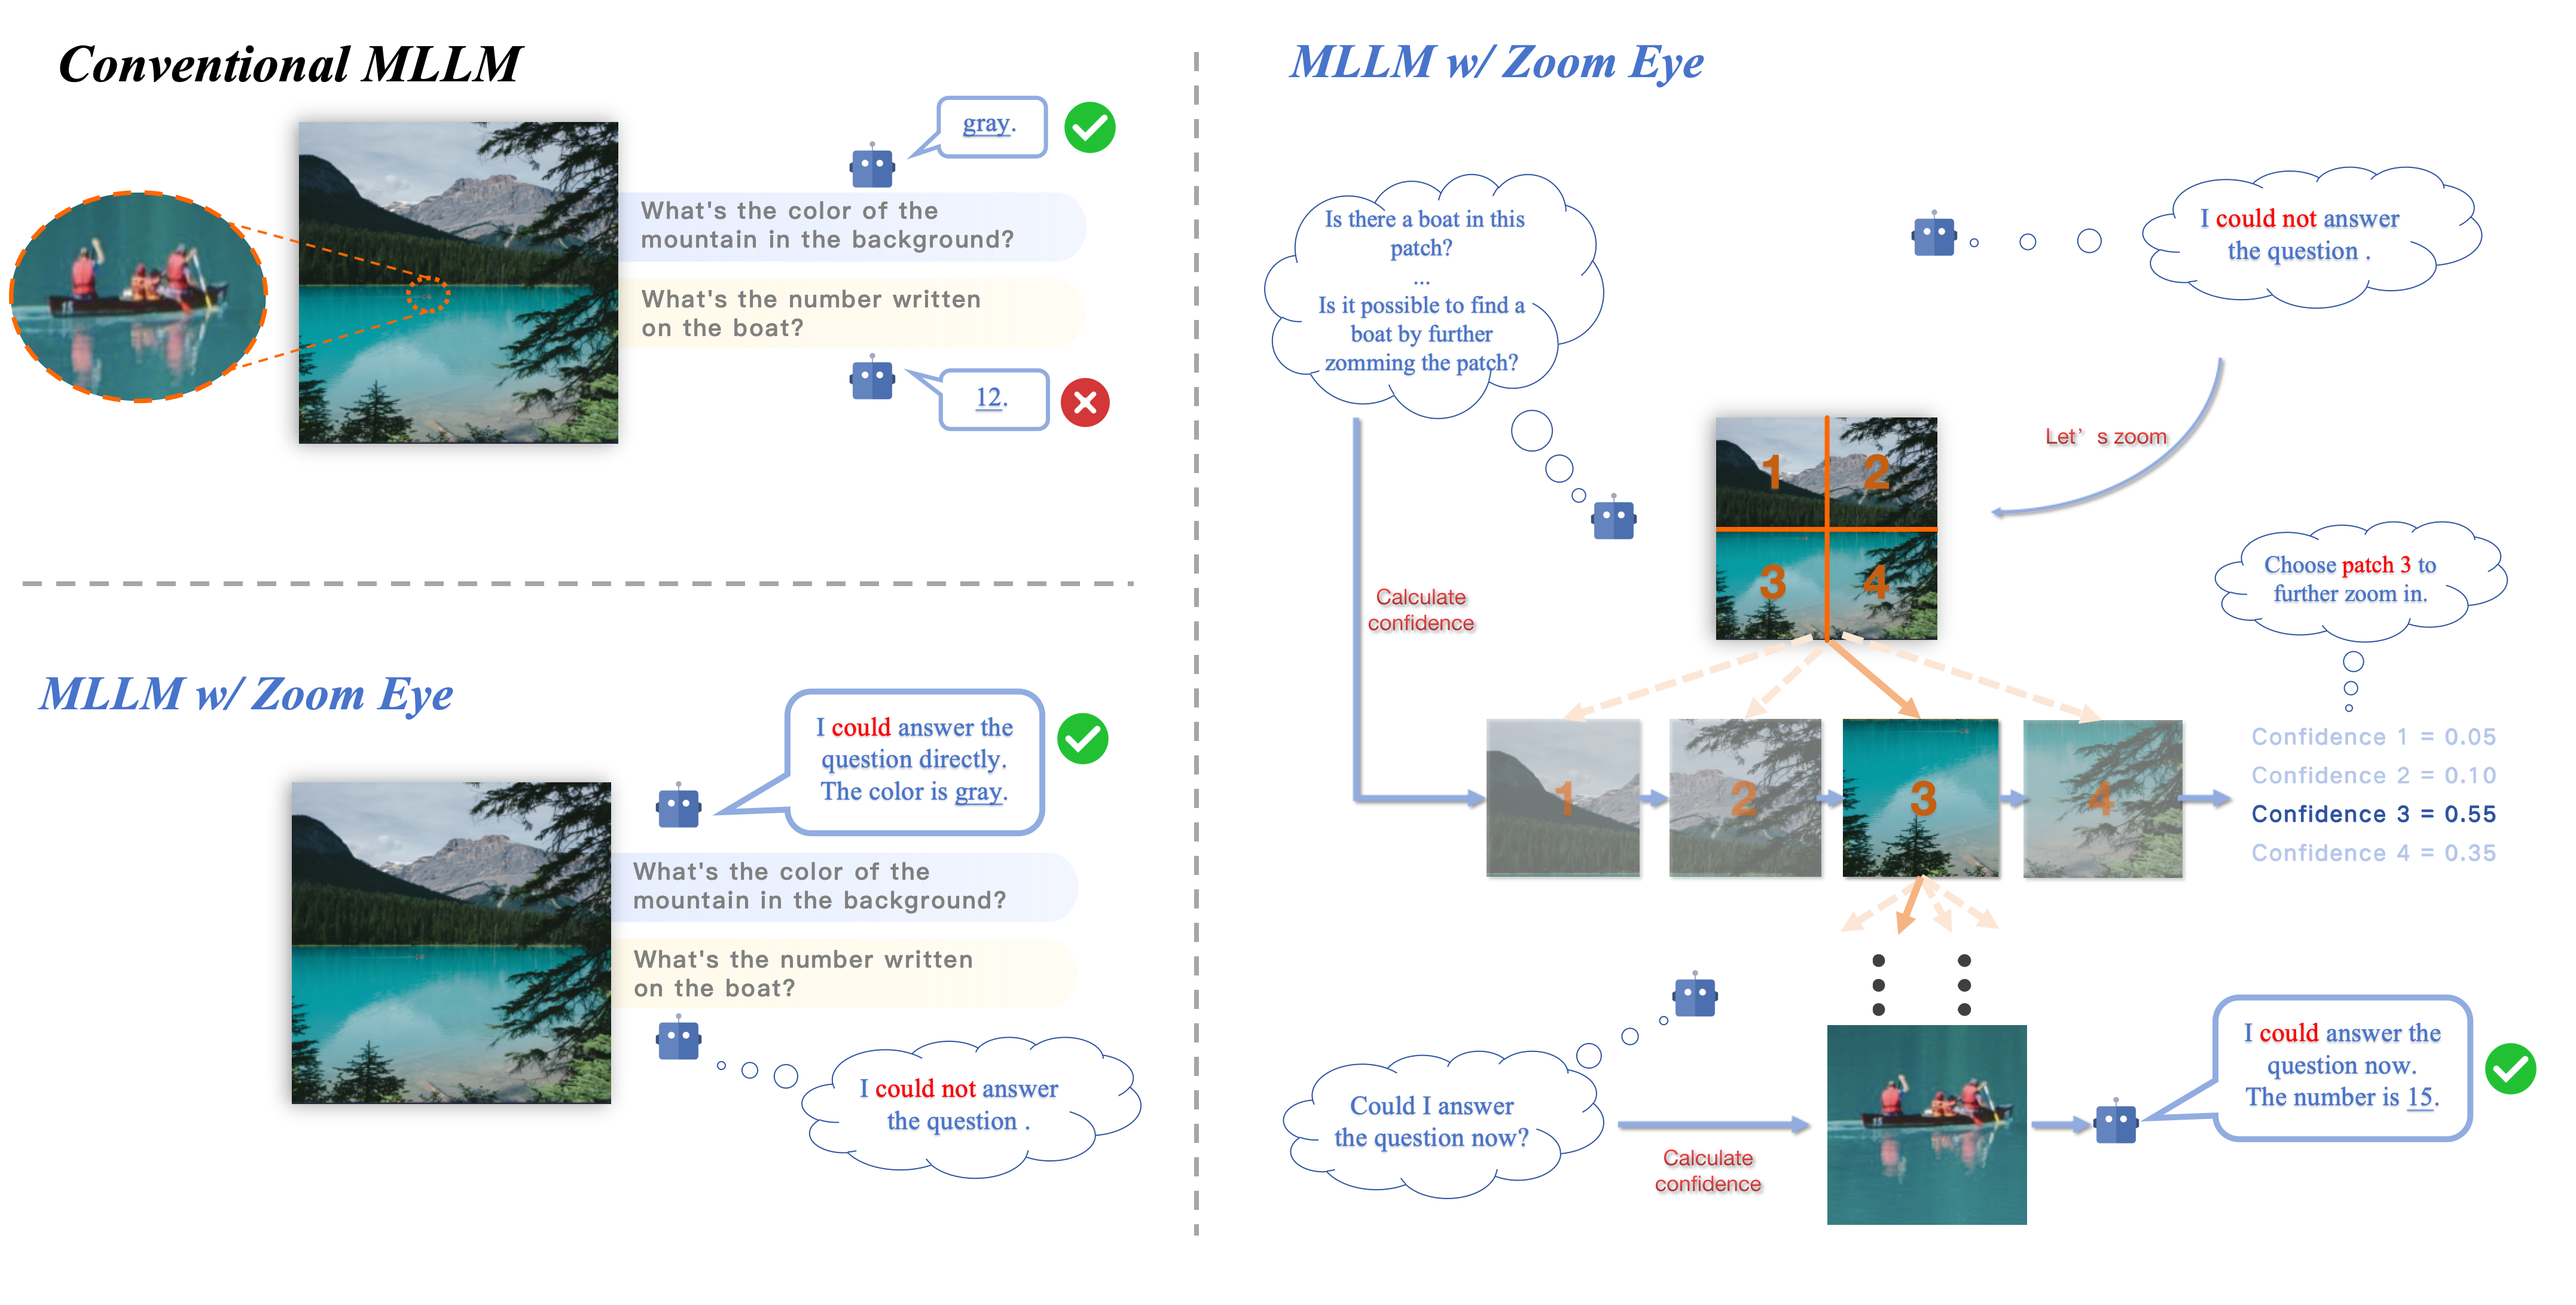 Conventional MLLM
gray.
What's the color of the
mountain in the background?
What's the number written
on the boat?
12.
15
MLLM w/ Zoom Eye
I could answer the
question directly.
The color is gray.
What's the color of the
mountain in the background?
What's the number written
on the boat?
I could not answer
the question .
MLLM w/ Zoom Eye
Is there a boat in this
patch?
...
Is it possible to find a
boat by further
zomming the patch?
I could not answer
the question .
Let’ s zoom
1
2
3
4
Choose patch 3 to
further zoom in.
Calculate
confidence
1
2
3
4
Confidence 1 = 0.05
Confidence 2 = 0.10
Confidence 3 = 0.55
Confidence 4 = 0.35
Could I answer
the question now?
Calculate
confidence
15
I could answer the
question now.
The number is 15.